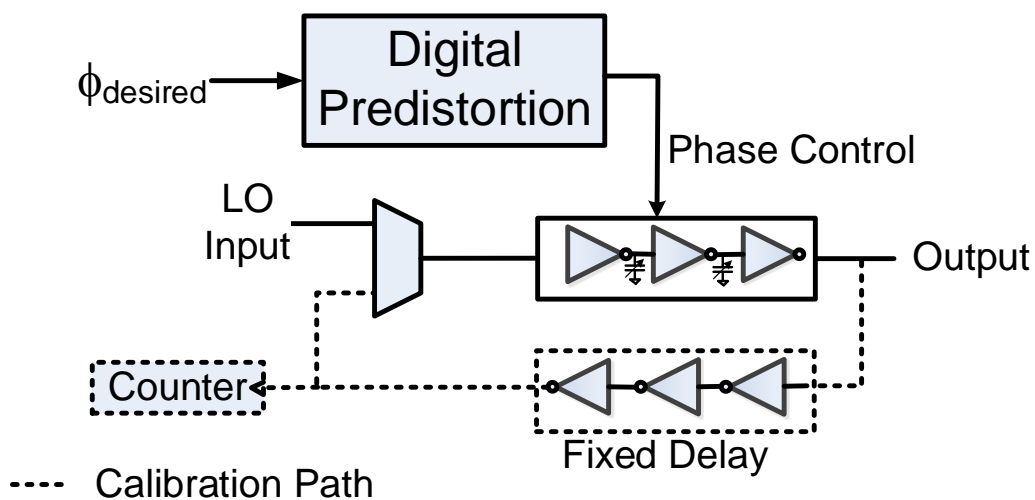 Digital
Predistortion
ϕdesired
Phase Control
LO
Input
Output
Counter
Fixed Delay
Calibration Path